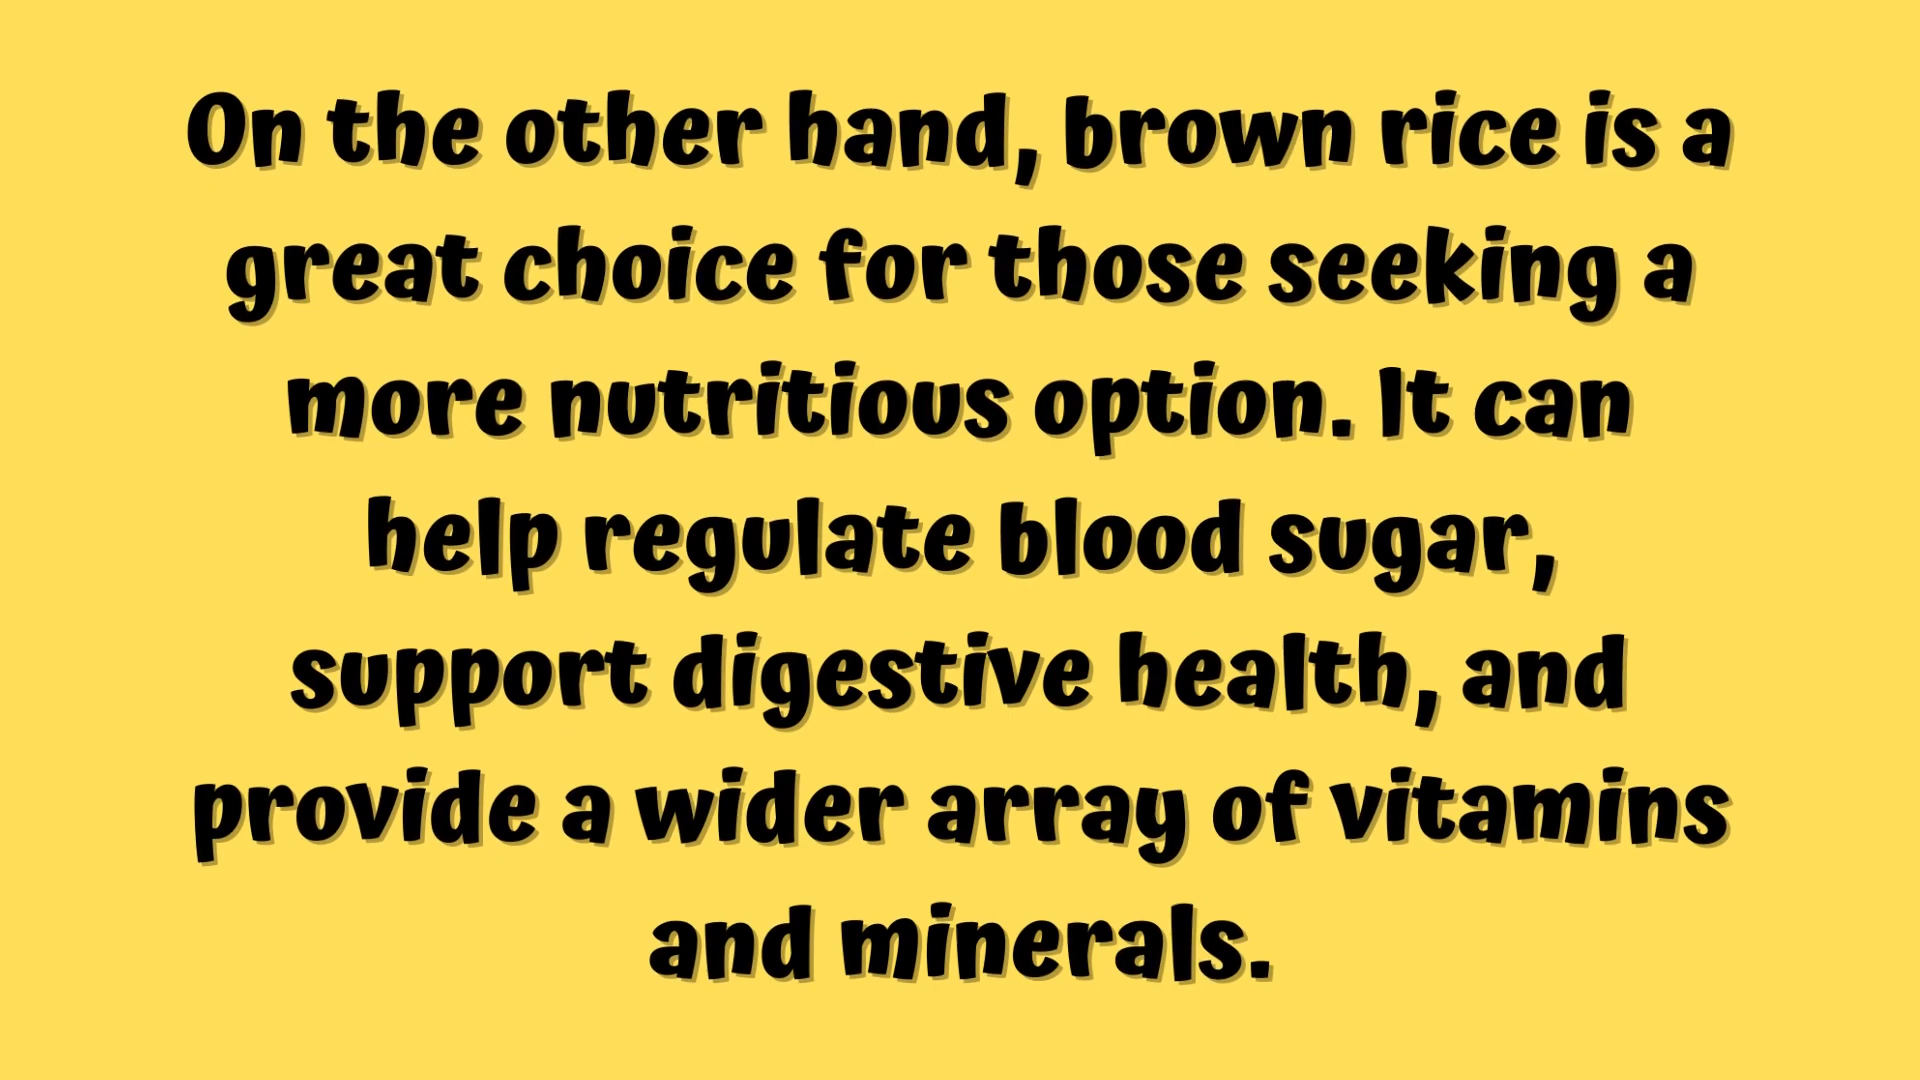 On the other hand, brown rice is a
great choice for those seeking a
more nutritious option. It can
help regulate blood sugar,
support digestive health, and
provide a wider array of vitamins
and minerals.